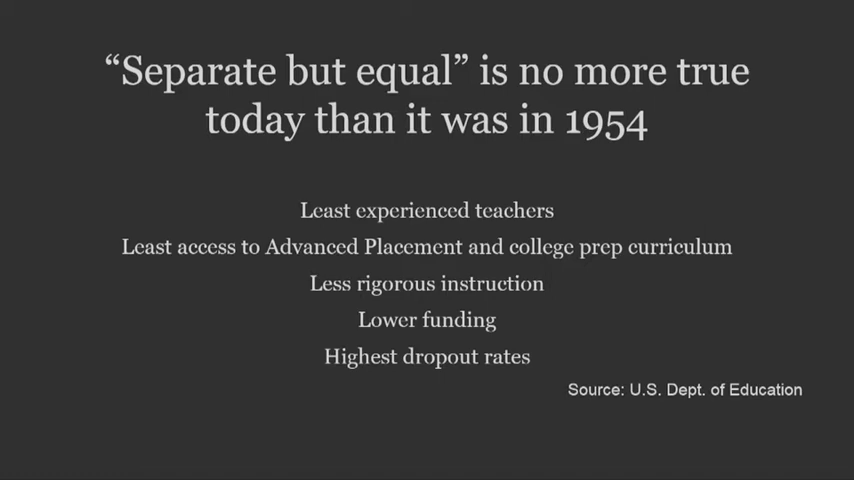 “Separate but equal” is no more true
today than it was in 1954
Least experienced teachers
Least access to Advanced Placement and college prep curriculum
Less rigorous instruction
Lower funding
Highest dropout rates
Source: U.S. Dept. of Education